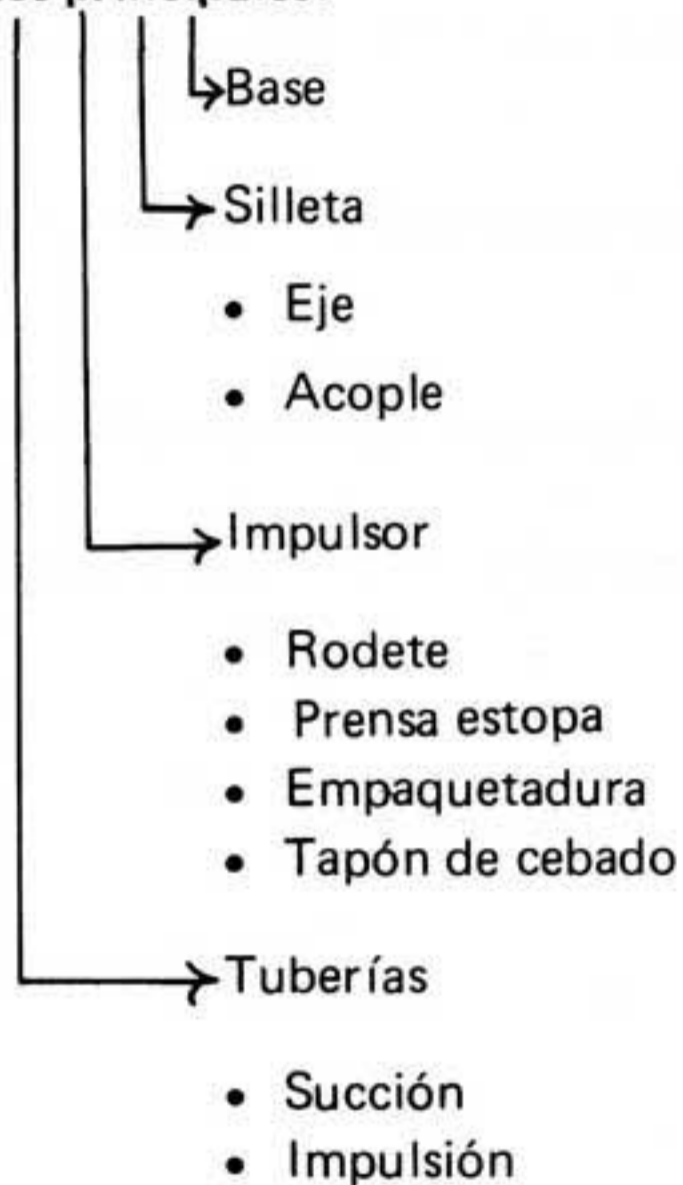 Base
Silleta
• Eje
• Acople
Impulsor
• Rodete
• Prensa estopa
• Empaquetadura
• Tapón de cebado
Tuberías
• Succión
• Impulsión